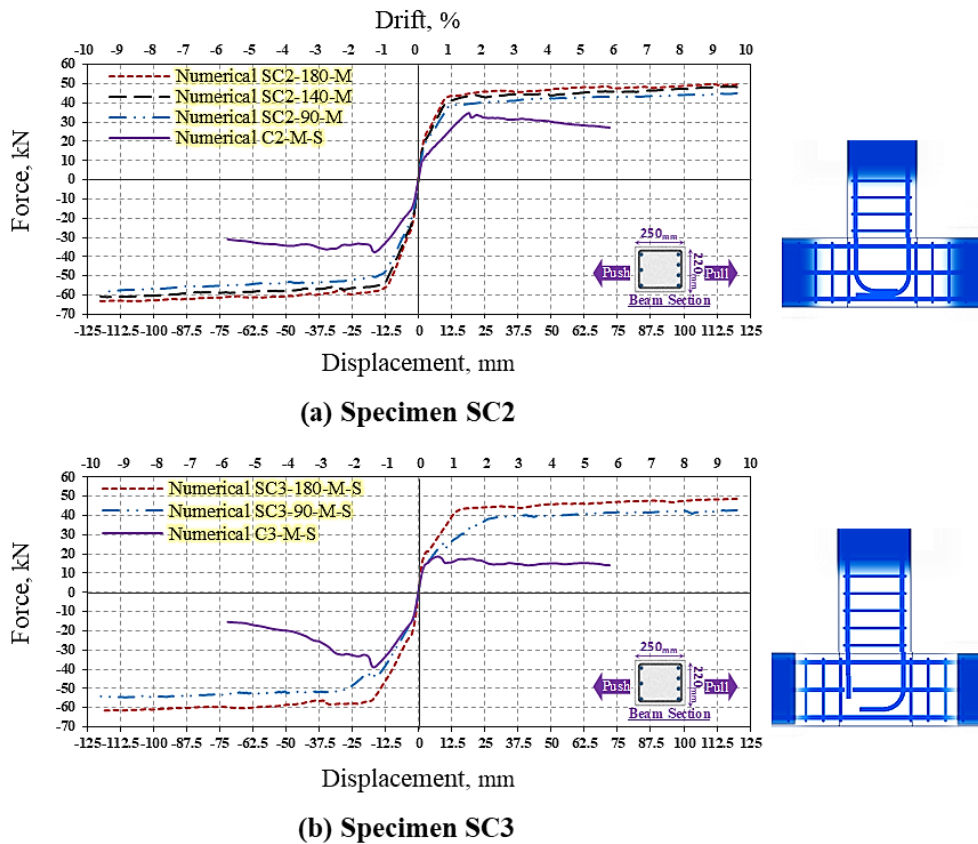 Drift, %
-10 -9 -8 -7 -6 -5 -4 -3 -2 -1 0 1 2 3 4 5 6 7 8 9 10
60
50
40
30
20
10
0
-10
-20
-30
-40
-50
-60
-70
Force, kN
Numerical SC2-180-M
Numerical SC2-140-M
Numerical SC2-90-M
Numerical C2-M-S
250mm
Push
220mm
Pull
Beam Section
-125 -112.5 -100 -87.5 -75 -62.5 -50 -37.5 -25 -12.5 0 12.5 25 37.5 50 62.5 75 87.5 100 112.5 125
Displacement, mm
(a) Specimen SC2
-10 -9 -8 -7 -6 -5 -4 -3 -2 -1 0 1 2 3 4 5 6 7 8 9 10
60
50
40
30
20
10
0
-10
-20
-30
-40
-50
-60
-70
Force, kN
Numerical SC3-180-M-S
Numerical SC3-90-M-S
Numerical C3-M-S
250mm
Push
220mm
Pull
Beam Section
-125 -112.5 -100 -87.5 -75 -62.5 -50 -37.5 -25 -12.5 0 12.5 25 37.5 50 62.5 75 87.5 100 112.5 125
Displacement, mm
(b) Specimen SC3